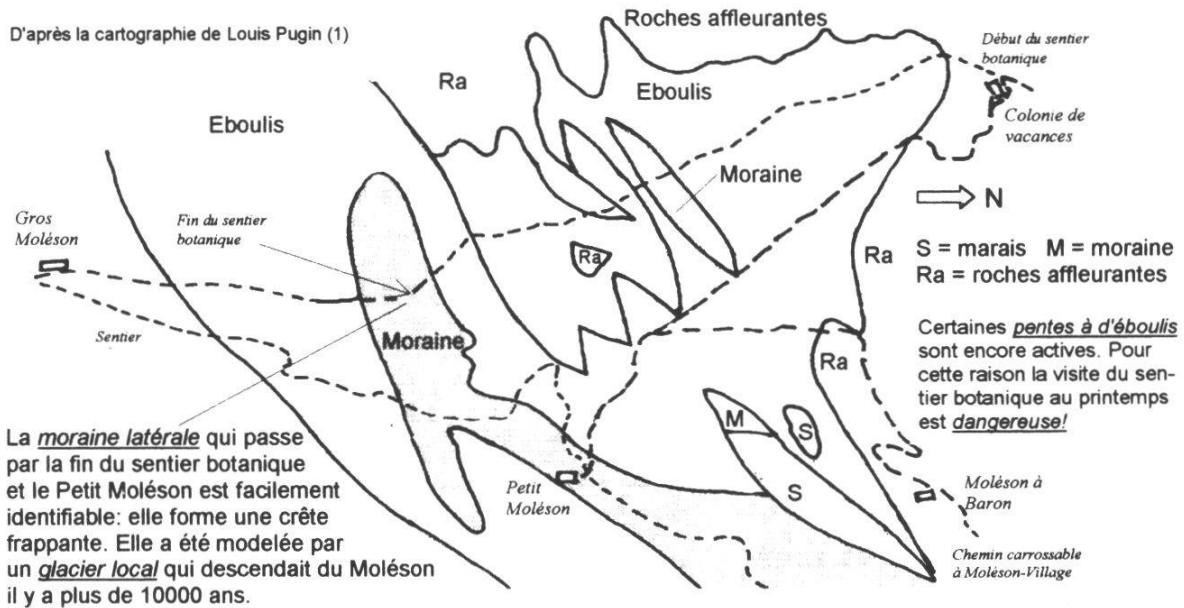 D'après la cartographie de Louis Pugin (1)
Roches affleurantes
Début du sentier
botanique
Ra
Eboulis
Eboulis
Colonie de
vacances
Moraine
N
Gros
Moléson
Fin du sentier
botanique
Ra
Ra
S = marais M = moraine
Ra = roches affleurantes
Sentier
Moraine
Ra
Certaines pentes à d'éboulis
sont encore actives. Pour
cette raison la visite du sen-
tier botanique au printemps
est dangereuse!
M
S
S
La moraine latérale qui passe
par la fin du sentier botanique
et le Petit Moléson est facilement
identifiable: elle forme une crête
frappante. Elle a été modelée par
un glacier local qui descendait du Moléson
il y a plus de 10000 ans.
Petit
Moléson
Moléson à
Baron
Chemin carrossable
à Moléson-Village